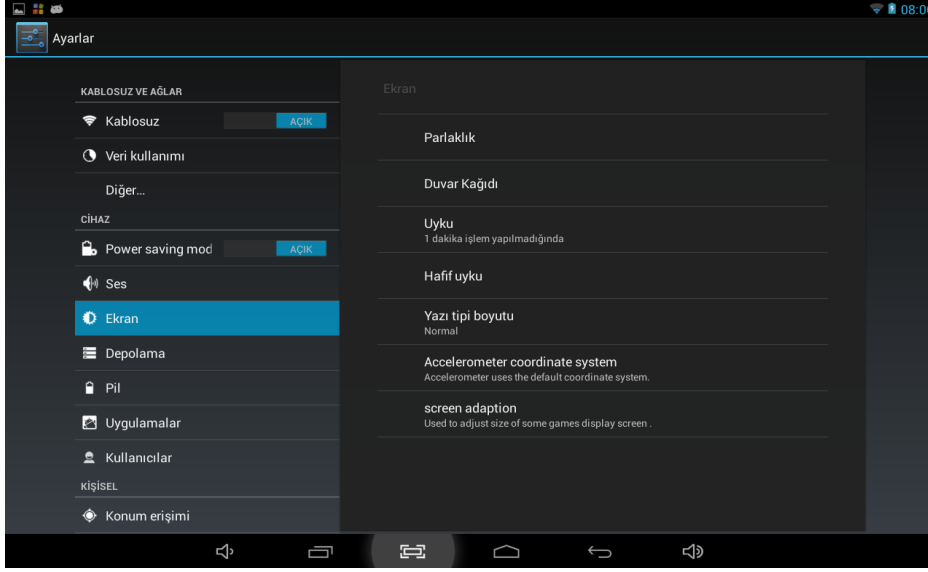 Ayarlar
KABLOSUZ VE AĞLAR
Kablosuz
AÇIK
Veri kullanımı
Diğer...
CİHAZ
Power saving mod
AÇIK
Ses
Ekran
Depolama
Pil
Uygulamalar
Kullanıcılar
KİŞİSEL
Konum erişimi
Ekran
Parlaklık
Duvar Kağıdı
Uyku
1 dakika işlem yapılmadığında
Hafif uyku
Yazı tipi boyutu
Normal
Accelerometer coordinate system
Accelerometer uses the default coordinate system.
screen adaption
Used to adjust size of some games display screen .